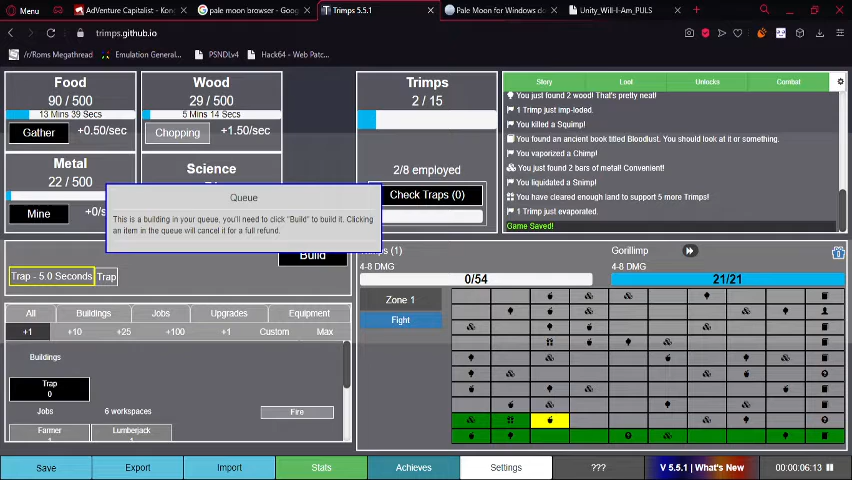 Menu
AdVenture Capitalist - Kong
pale moon browser - Goog
Trimps 5.5.1
Pale Moon for Windows do
Unity_Will-I-Am_PULS
trimps.github.io
/r/Roms Megathread
Emulation General...
PSNDLv4
Hack64 - Web Patc...
Food
90 / 500
13 Mins 39 Secs
Gather
+0.50/sec
Wood
29 / 500
5 Mins 14 Secs
Chopping
+1.50/sec
Metal
22 / 500
Mine
+0/s
Science
Trimps
2 / 15
2/8 employed
Check Traps (0)
Story
Loot
Unlocks
Combat
You just found 2 wood! That's pretty neat!
1 Trimp just imp-loded.
You killed a Squimp!
You found an ancient book titled Bloodlust. You should look at it or something.
You vaporized a Chimp!
You just found 2 bars of metal! Convenient!
You liquidated a Snimp!
You have cleared enough land to support 5 more Trimps!
1 Trimp just evaporated.
Game Saved!
Queue
This is a building in your queue, you'll need to click "Build" to build it. Clicking
an item in the queue will cancel it for a full refund.
Build
Trap - 5.0 Seconds
Trap
All
Buildings
Jobs
Upgrades
Equipment
+1
+10
+25
+100
+1
Custom
Max
Buildings
Trap
0
Jobs
6 workspaces
Fire
Farmer
1
Lumberjack
1
(1)
4-8 DMG
0/54
Gorillimp
4-8 DMG
21/21
Zone 1
Fight
Save
Export
Import
Stats
Achieves
Settings
???
V 5.5.1 | What's New
00:00:06:13